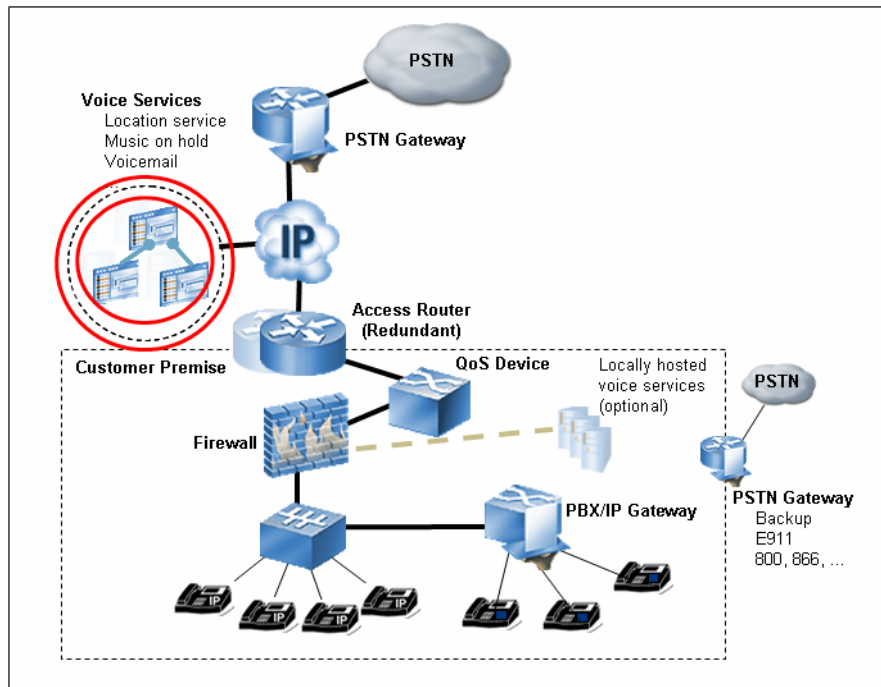 PSTN
Voice Services
Location service
Music on hold
Voicemail
...
PSTN Gateway
IP
Access Router
(Redundant)
Customer Premise
QoS Device
Locally hosted
voice services
(optional)
PSTN
Firewall
PBX/IP Gateway
PSTN Gateway
Backup
E911
800, 866, ...
IP
IP
IP
IP